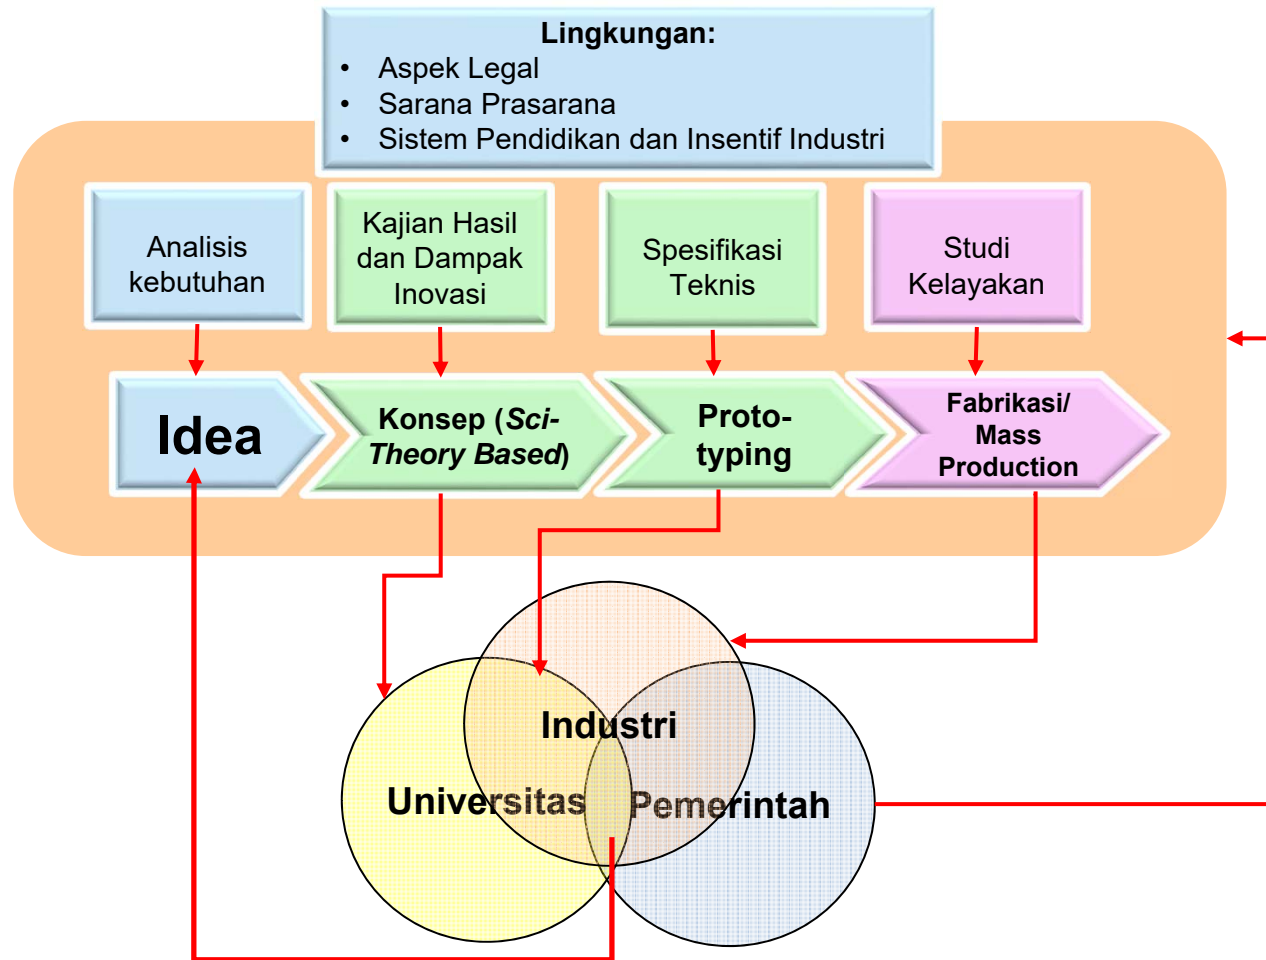 Lingkungan:
• Aspek Legal
• Sarana Prasarana
• Sistem Pendidikan dan Insentif Industri
Analisis
kebutuhan
Kajian Hasil
dan Dampak
Inovasi
Spesifikasi
Teknis
Studi
Kelayakan
Idea
Konsep (Sci-
Theory Based)
Proto-
typing
Fabrikasi/
Mass
Production
Industri
Universitas
Pemerintah